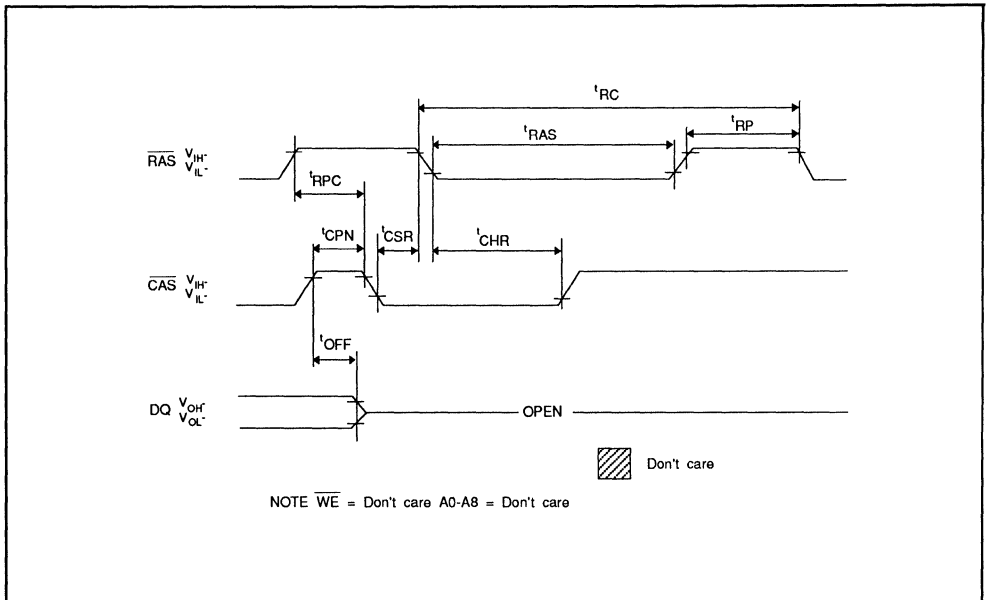 tRC
tRAS
tRP
RAS VIH-
VIL-
tRPC
tCPN
tCSR
tCHR
CAS VIH-
VIL-
tOFF
DQ VOH-
VOL-
OPEN
Don't care
NOTE WE = Don't care A0-A8 = Don't care